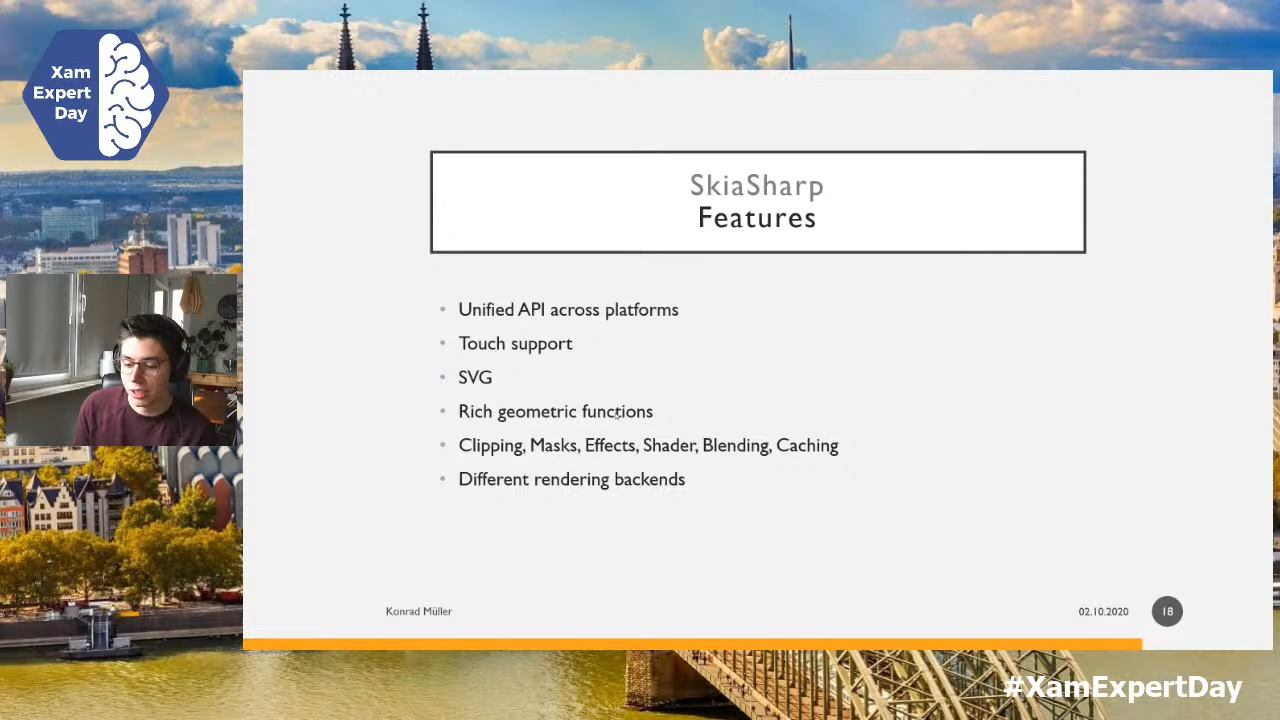 Xam
Expert
Day
SkiaSharp
Features
Unified API across platforms
Touch support
SVG
Rich geometric functions
Clipping, Masks, Effects, Shader, Blending, Caching
Different rendering backends
Konrad Müller
02.10.2020
18
#XamExpertDay